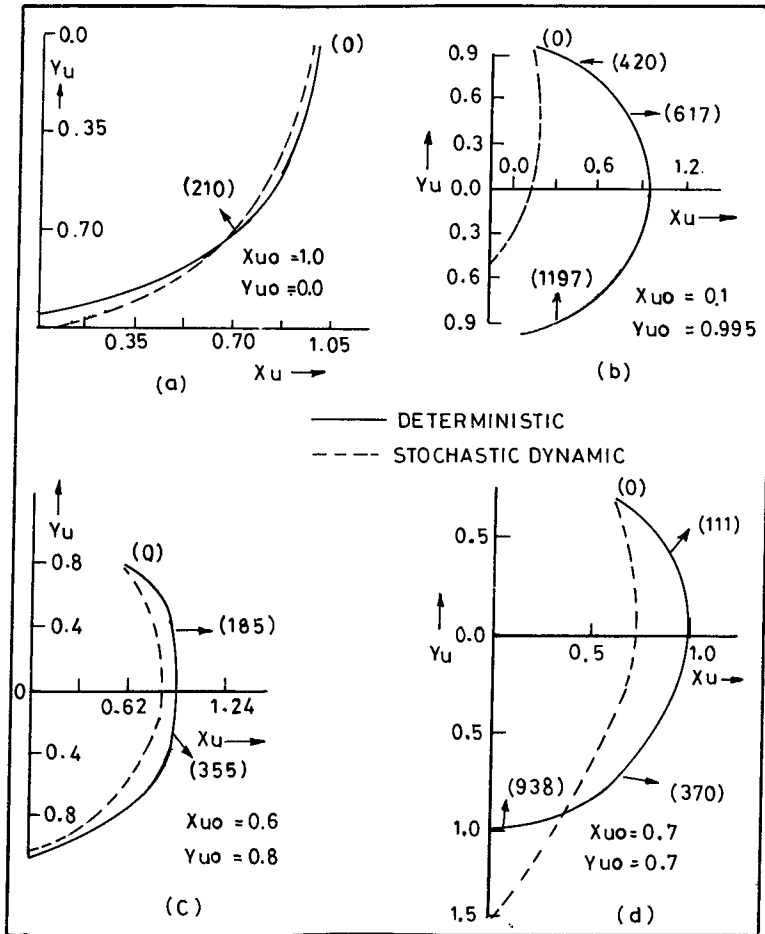 0.0
Yu
0.35
0.70
(0)
(210)
Xuo =1.0
Yuo =0.0
0.35 0.70 1.05
Xu
(a)
0.9
0.6
0.3
Yu 0.0
0.3
0.6
0.9
(0)
(420)
(617)
0.0 0.6 1.2.
Xu
(1197)
Xuo = 0.1
Yuo = 0.995
(b)
DETERMINISTIC
STOCHASTIC DYNAMIC
Yu
0.8
0.4
0
0.4
0.8
(0)
(185)
0.62 1.24
Xu
(355)
Xuo = 0.6
Yuo = 0.8
(C)
0.5
Yu 0.0
0.5
1.0
1.5
(0)
(111)
0.5 1.0
Xu
(938)
(370)
Xuo= 0.7
Yuo = 0.7
(d)